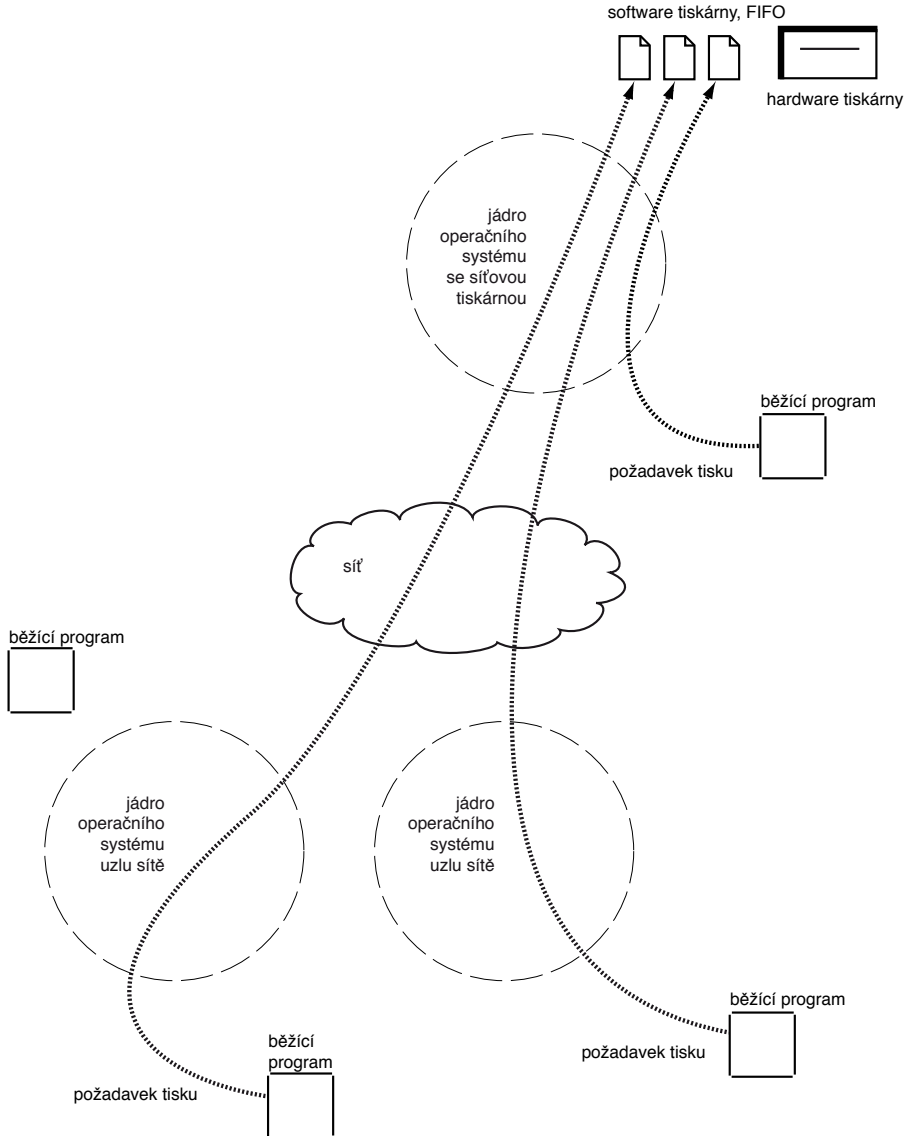 software tiskárny, FIFO
hardware tiskárny
jádro
operačního
systému
se síťovou
tiskárnou
běžící program
požadavek tisku
síť
běžící program
jádro
operačního
systému
uzlu sítě
jádro
operačního
systému
uzlu sítě
běžící program
požadavek tisku
běžící
program
požadavek tisku